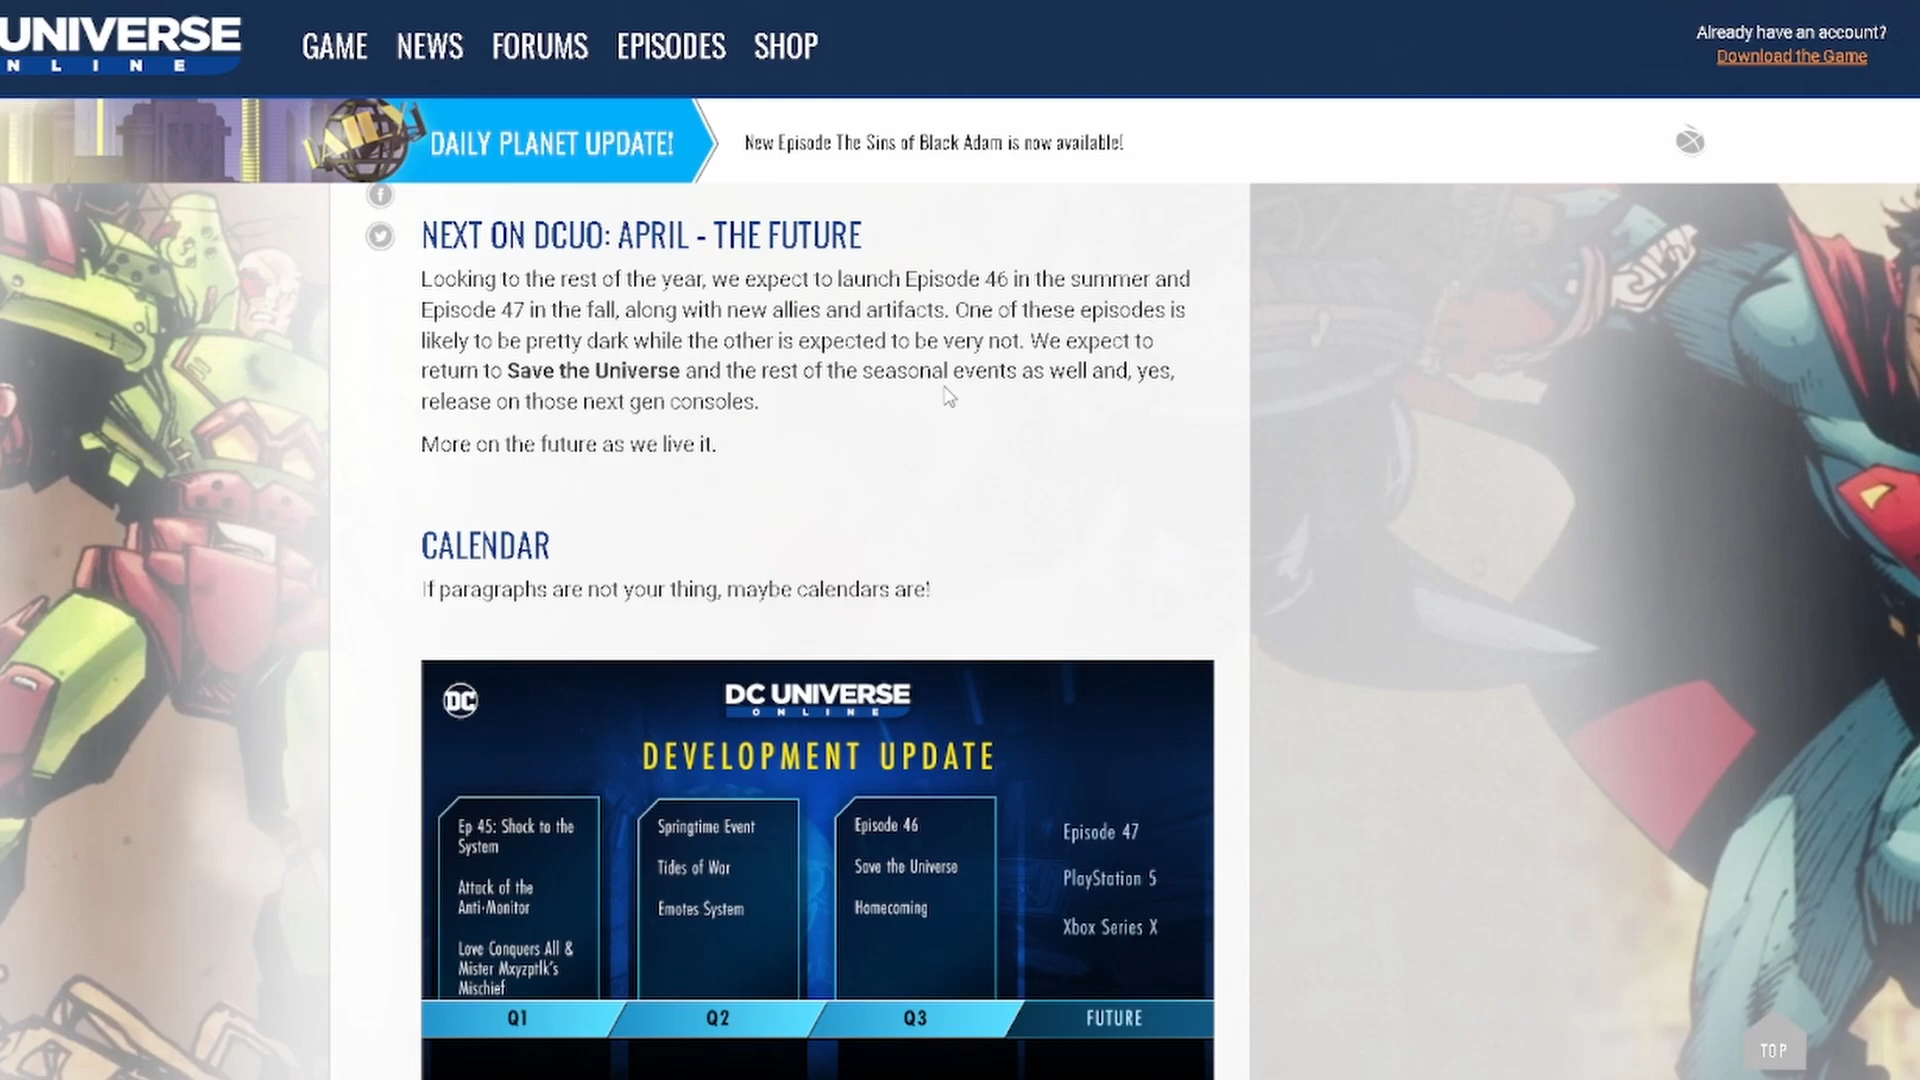 UNIVERSE
ONLINE
GAME NEWS FORUMS EPISODES SHOP
Already have an account?
Download the Game
DAILY
DAILY PLANET UPDATE!
New Episode The Sins of Black Adam is now available!
NEXT ON DCUO: APRIL - THE FUTURE
Looking to the rest of the year, we expect to launch Episode 46 in the summer and
Episode 47 in the fall, along with new allies and artifacts. One of these episodes is
likely to be pretty dark while the other is expected to be very not. We expect to
return to Save the Universe and the rest of the seasonal events as well and, yes,
release on those next gen consoles.
More on the future as we live it.
CALENDAR
If paragraphs are not your thing, maybe calendars are!
DC
DC UNIVERSE
ONLINE
DEVELOPMENT UPDATE
Ep 45: Shock to the
System
Attack of the
Anti-Monitor
Love Conquers All &
Mister Mxyzptlk's
Mischief
Q1
Springtime Event
Tides of War
Emotes System
Q2
Episode 46
Save the Universe
Homecoming
Q3
Episode 47
PlayStation 5
Xbox Series X
FUTURE
TOP